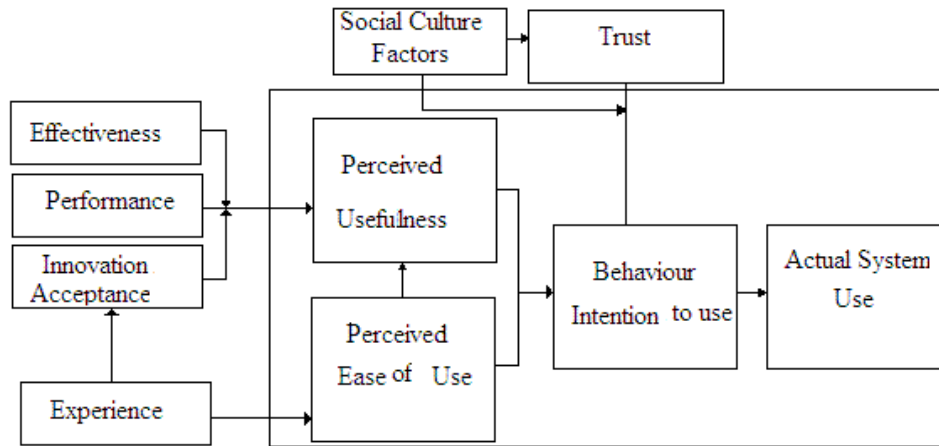 Social Culture
Factors
Trust
Effectiveness
Performance
Innovation
Acceptance
Experience
Perceived
Usefulness
Perceived
Ease of Use
Behaviour
Intention to use
Actual System
Use